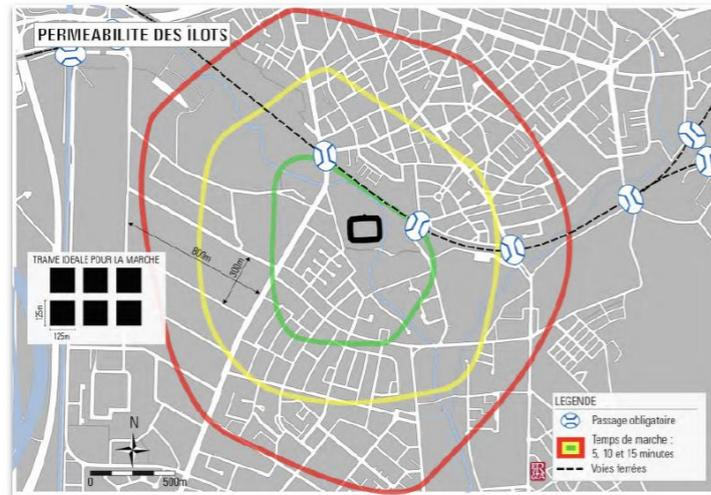 PERMEABILITE DES ÎLOTS
800m
300m
TRAME IDEALE POUR LA MARCHE
125m
125m
N
0 500m
LEGENDE
Passage obligatoire
Temps de marche :
5, 10 et 15 minutes
Voies ferrées